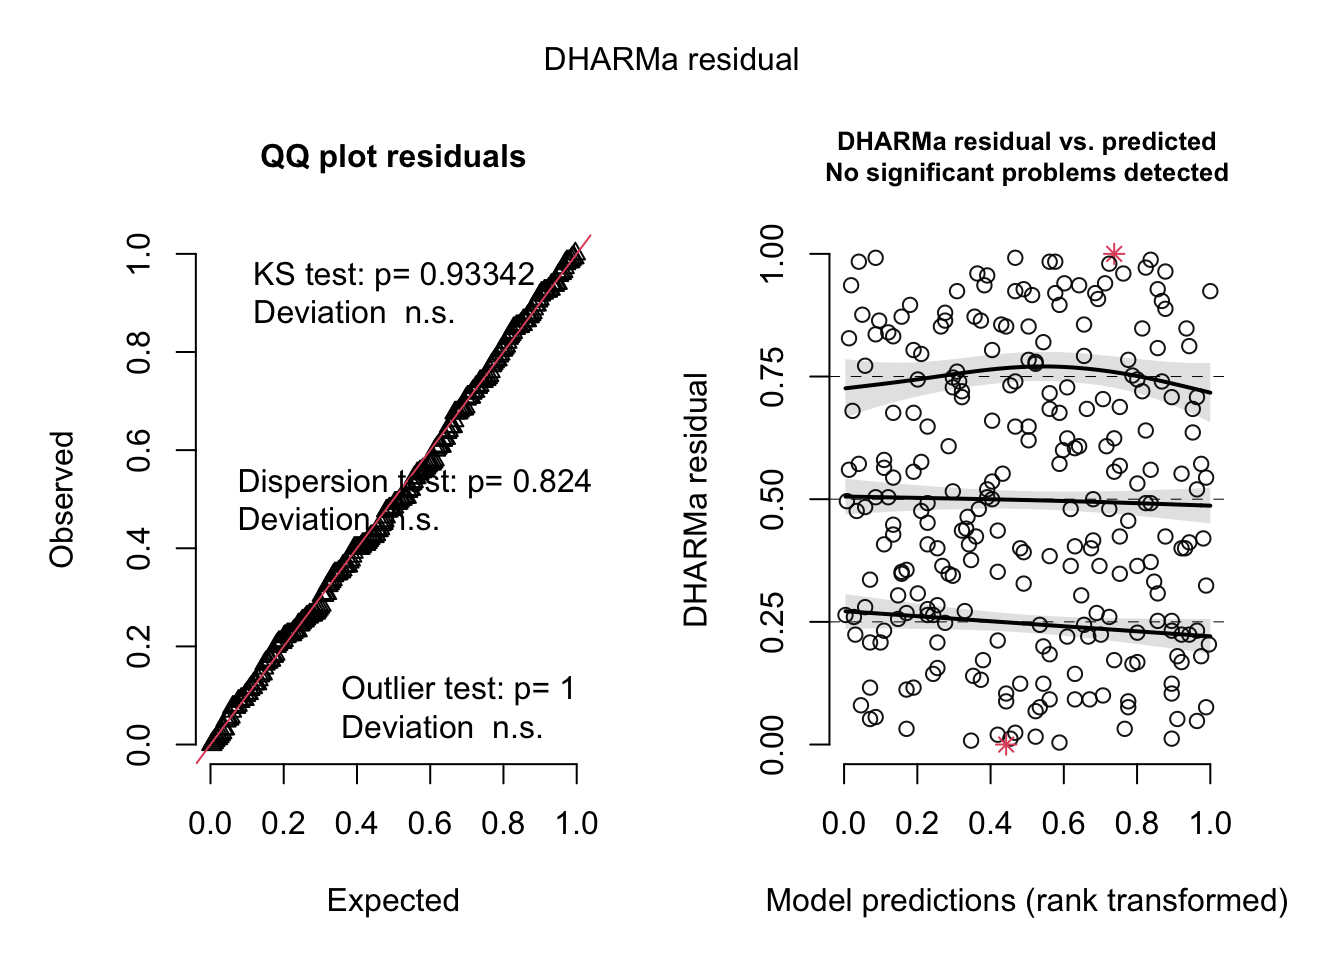 DHARMa residual
QQ plot residuals
KS test: p= 0.93342
Deviation  n.s.
Dispersion test: p= 0.824
Deviation  n.s.
Outlier test: p= 1
Deviation  n.s.
Observed
0.0
0.2
0.4
0.6
0.8
1.0
0.0 0.2 0.4 0.6 0.8 1.0
Expected
DHARMa residual vs. predicted
No significant problems detected
DHARMa residual
0.00
0.25
0.50
0.75
1.00
0.0 0.2 0.4 0.6 0.8 1.0
Model predictions (rank transformed)